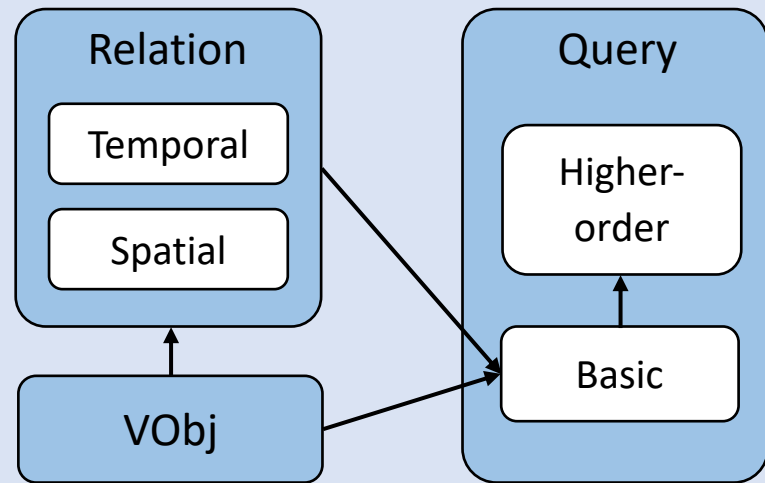 Relation
Temporal
Spatial
VObj
Query
Higher-
order
Basic